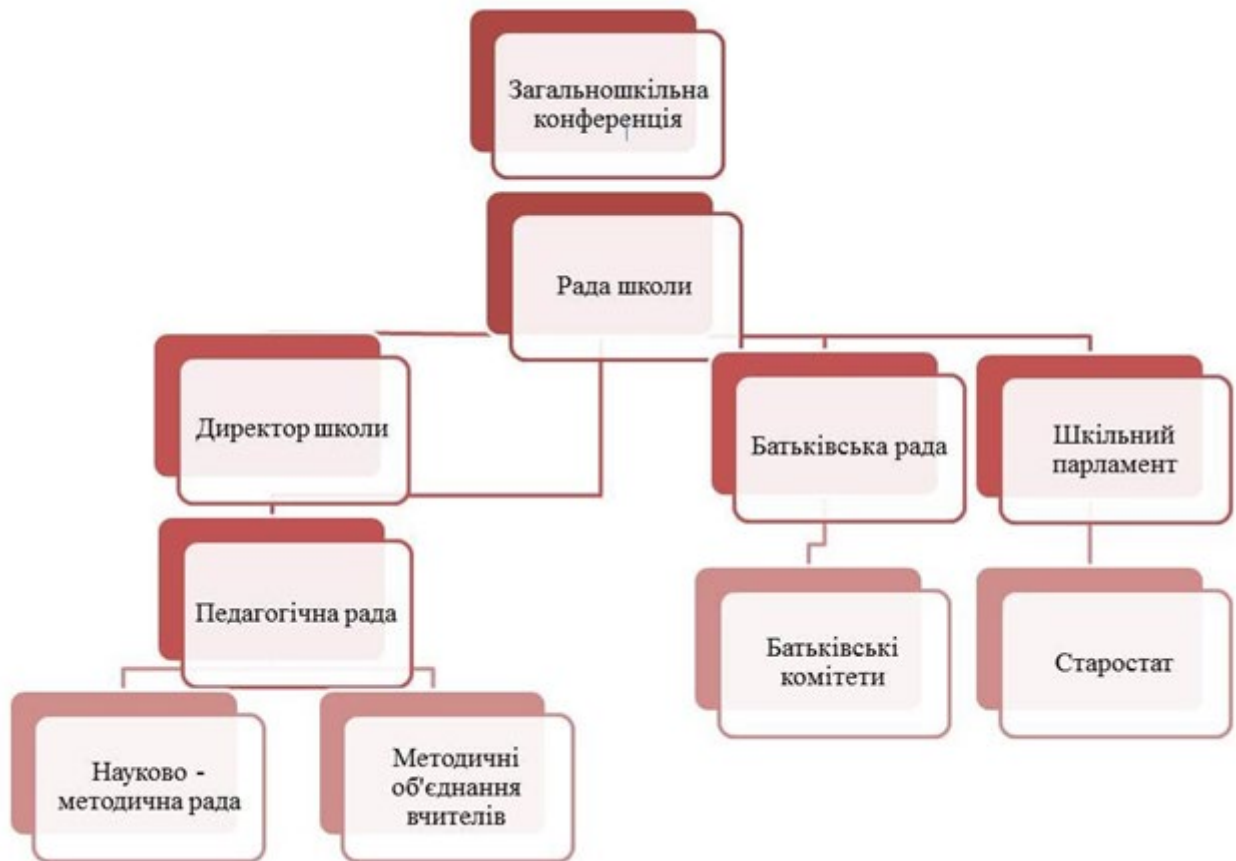 Загальношкільна
конференція
Рада школи
Директор школи
Батьківська рада
Шкільний
парламент
Педагогічна рада
Батьківські
комітети
Старостат
Науково -
методична рада
Методичні
об'єднання
вчителів